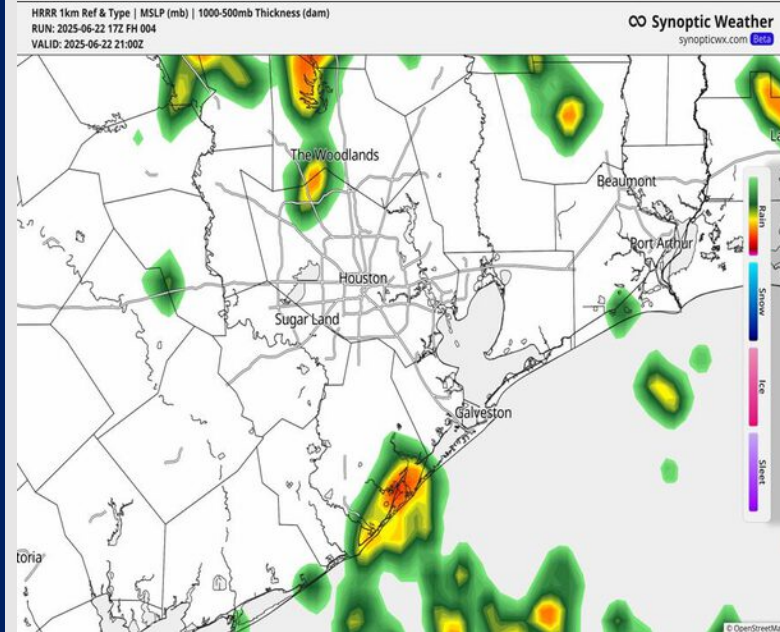 HRRR 1km Ref & Type | MSLP (mb) | 1000-500mb Thickness (dam)
RUN: 2025-06-22 17Z FH 004
VALID: 2025-06-22 21:00Z
Synoptic Weather
synopticwx.com Beta
The Woodlands
Beaumont
Port Arthur
Houston
Sugar Land
Galveston
toria
Rain
Snow
Ice
Sleet
© OpenStreetMa